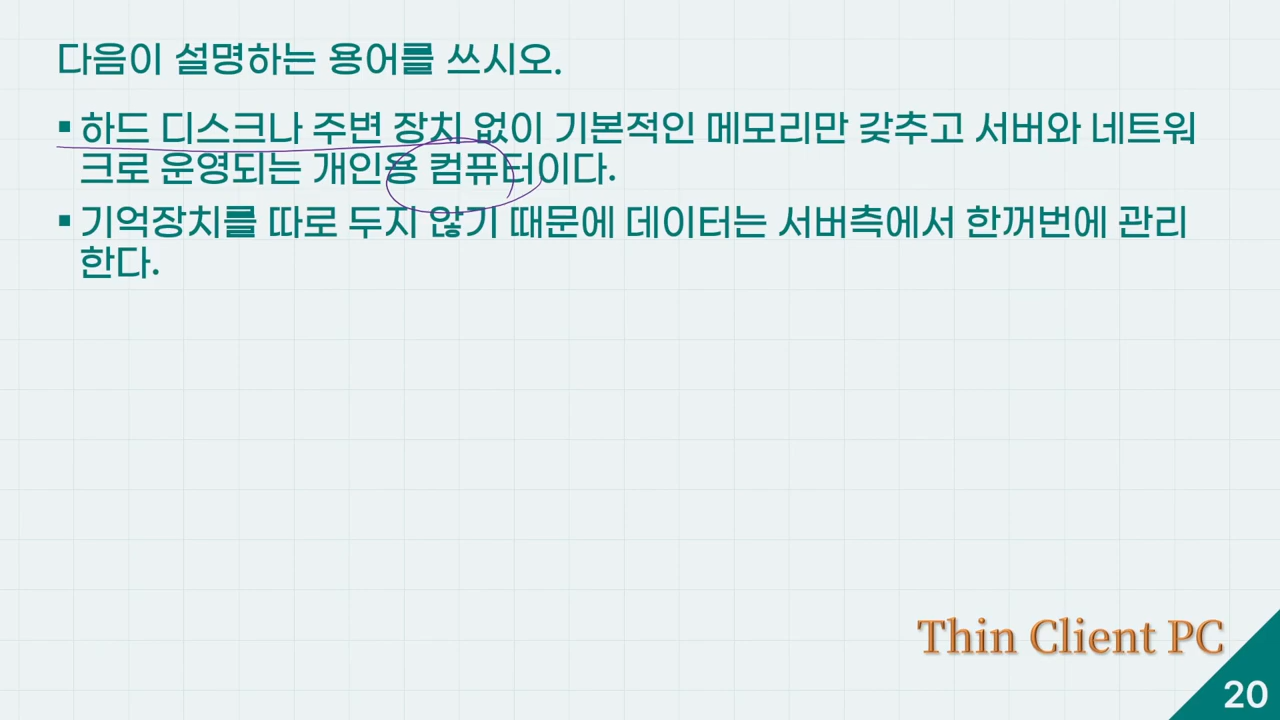 다음이 설명하는 용어를 쓰시오.
▪ 하드 디스크나 주변 장치 없이 기본적인 메모리만 갖추고 서버와 네트워
크로 운영되는 개인용 컴퓨터이다.
▪ 기억장치를 따로 두지 않기 때문에 데이터는 서버측에서 한꺼번에 관리
한다.
Thin Client PC
20